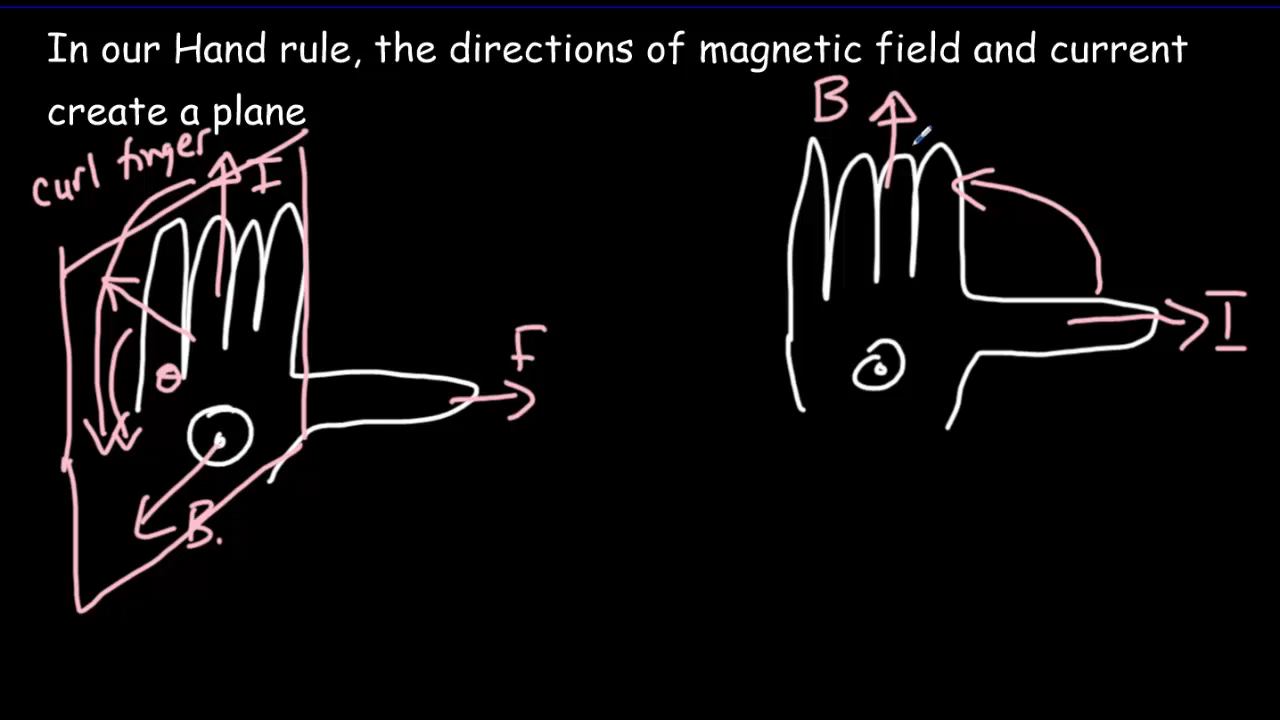 In our Hand rule, the directions of magnetic field and current
create a plane
B
curl finger
I
I
F
θ
B.